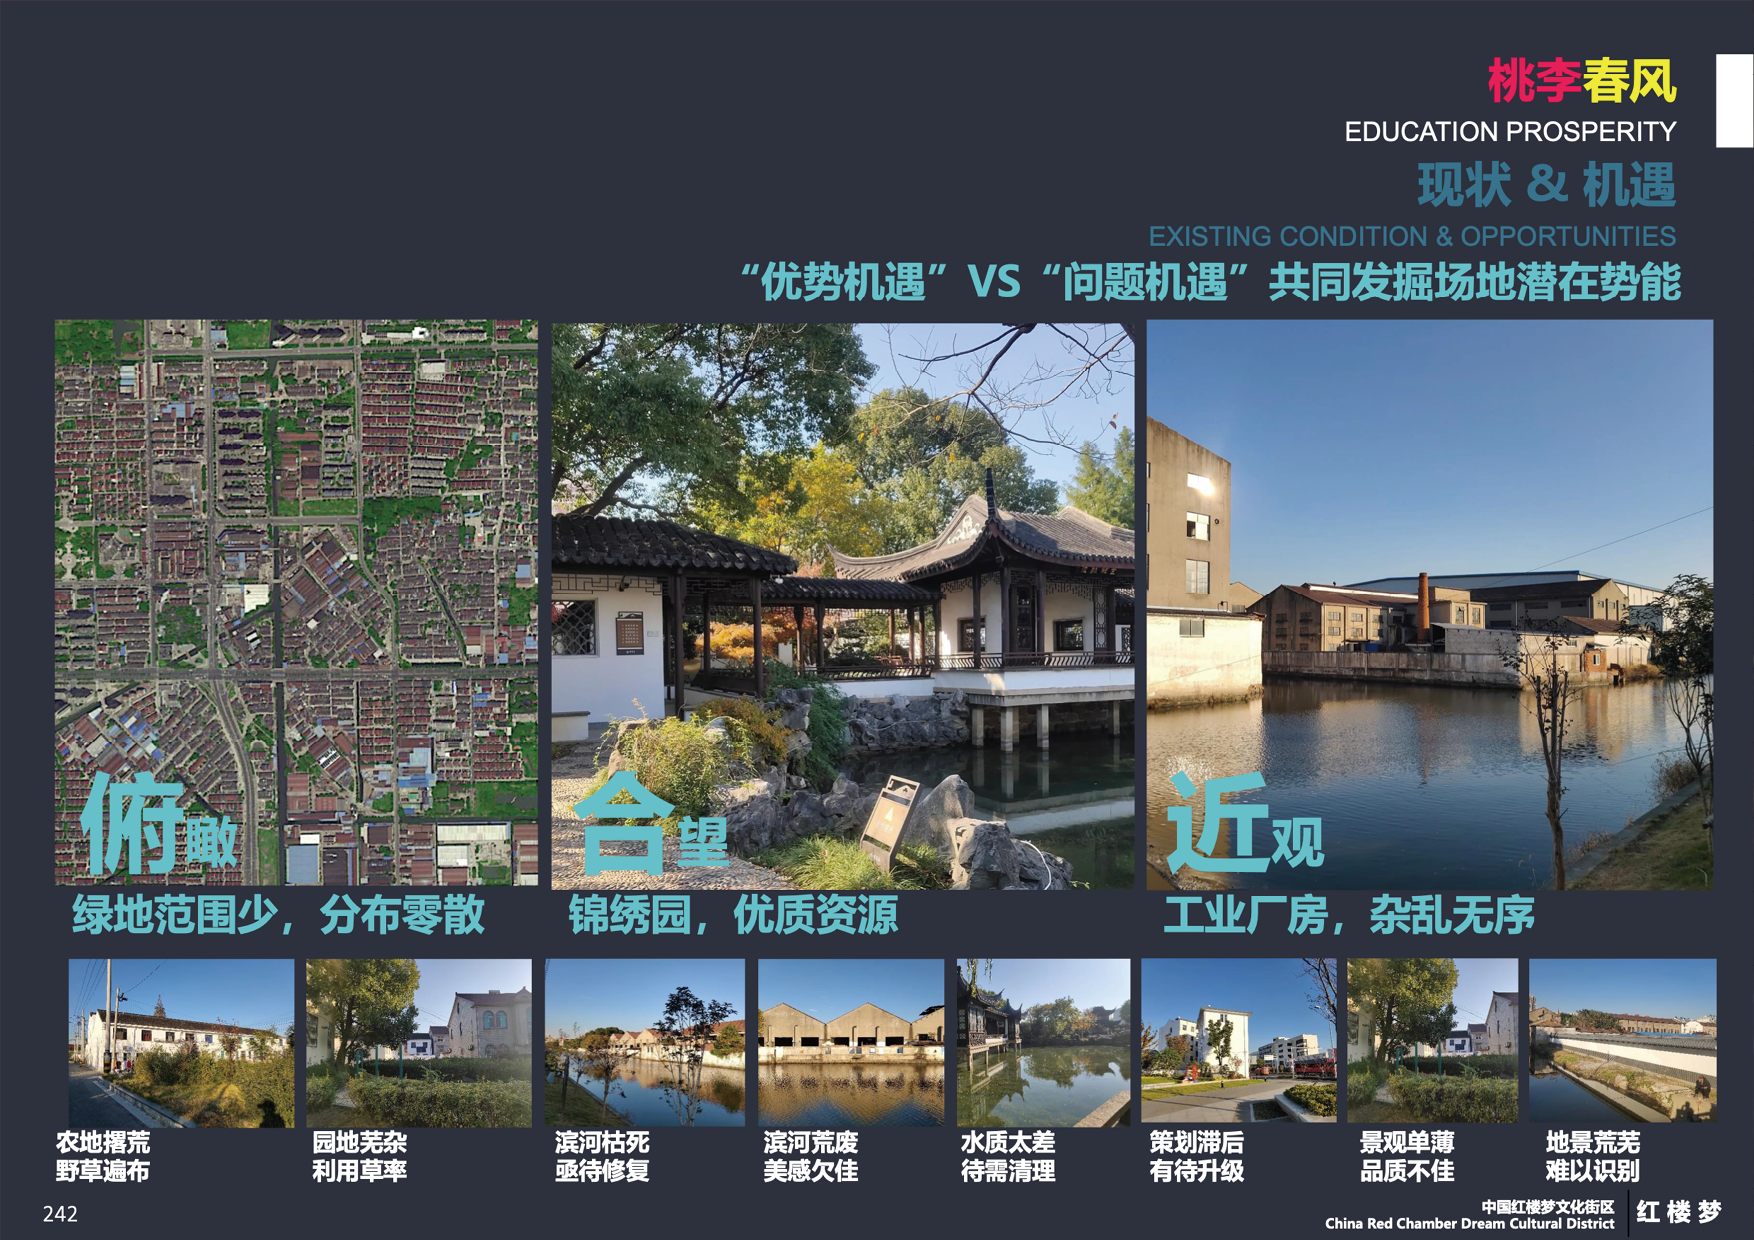 桃李春风
EDUCATION PROSPERITY
现状 & 机遇
EXISTING CONDITION & OPPORTUNITIES
“优势机遇”VS“问题机遇”共同发掘场地潜在势能
俯瞰
绿地范围少，分布零散
合望
锦绣园，优质资源
近观
工业厂房，杂乱无序
农地撂荒
野草遍布
园地芜杂
利用草率
滨河枯死
亟待修复
滨河荒废
美感欠佳
水质太差
待需清理
策划滞后
有待升级
景观单薄
品质不佳
地景荒芜
难以识别
242
中国红楼梦文化街区
China Red Chamber Dream Cultural District
红楼梦